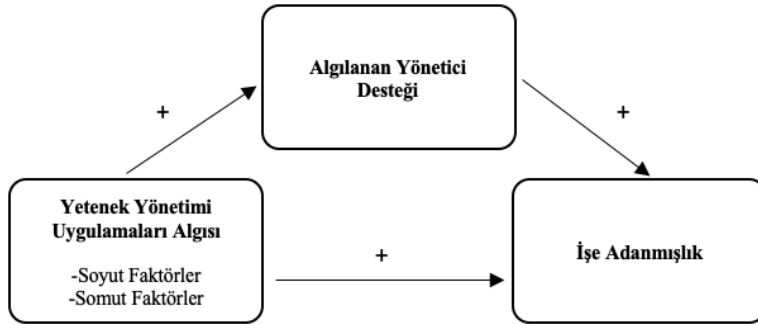 Algılanan Yönetici
Desteği
+
+
Yetenek Yönetimi
Uygulamaları Algısı
-Soyut Faktörler
-Somut Faktörler
+
İşe Adanmışlık